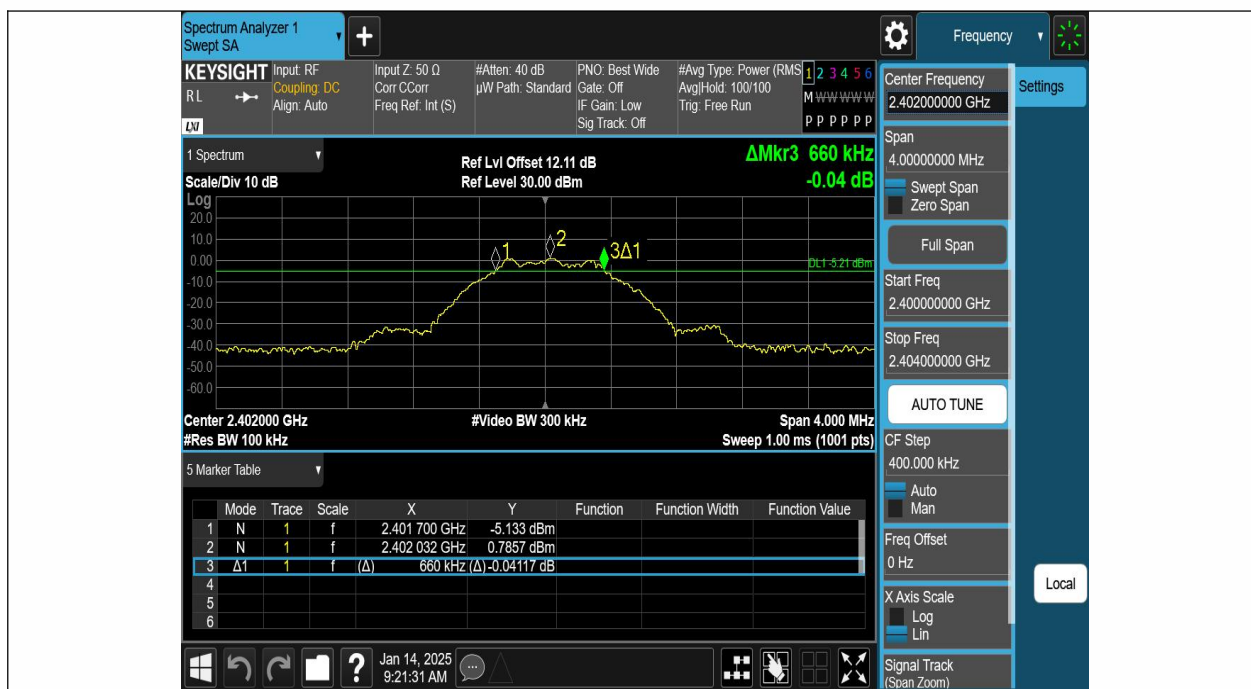 Spectrum Analyzer 1
Swept SA
+
Frequency
KEYSIGHT
RL
LXI
Input: RF
Coupling: DC
Align: Auto
Input Z: 50 Ω
Corr CCorr
Freq Ref: Int (S)
#Atten: 40 dB
µW Path: Standard
PNO: Best Wide
Gate: Off
IF Gain: Low
Sig Track: Off
#Avg Type: Power (RMS
Avg|Hold: 100/100
Trig: Free Run
1 2 3 4 5 6
M W W W W W
P P P P P P
1 Spectrum
Scale/Div 10 dB
Ref Lvl Offset 12.11 dB
Ref Level 30.00 dBm
ΔMkr3 660 kHz
-0.04 dB
Log
20.0
10.0
0.00
-10.0
-20.0
-30.0
-40.0
-50.0
-60.0
1
2
3Δ1
DL1 -5.21 dBm
Center 2.402000 GHz
#Video BW 300 kHz
Span 4.000 MHz
#Res BW 100 kHz
Sweep 1.00 ms (1001 pts)
5 Marker Table
Mode Trace Scale X Y Function Function Width Function Value
1 N 1 f 2.401 700 GHz -5.133 dBm
2 N 1 f 2.402 032 GHz 0.7857 dBm
3 Δ1 1 f (Δ) 660 kHz (Δ) -0.04117 dB
4
5
6
?
Jan 14, 2025
9:21:31 AM
Center Frequency
2.402000000 GHz
Span
4.00000000 MHz
Swept Span
Zero Span
Full Span
Start Freq
2.400000000 GHz
Stop Freq
2.404000000 GHz
AUTO TUNE
CF Step
400.000 kHz
Auto
Man
Freq Offset
0 Hz
X Axis Scale
Log
Lin
Signal Track
(Span Zoom)
Settings
Local